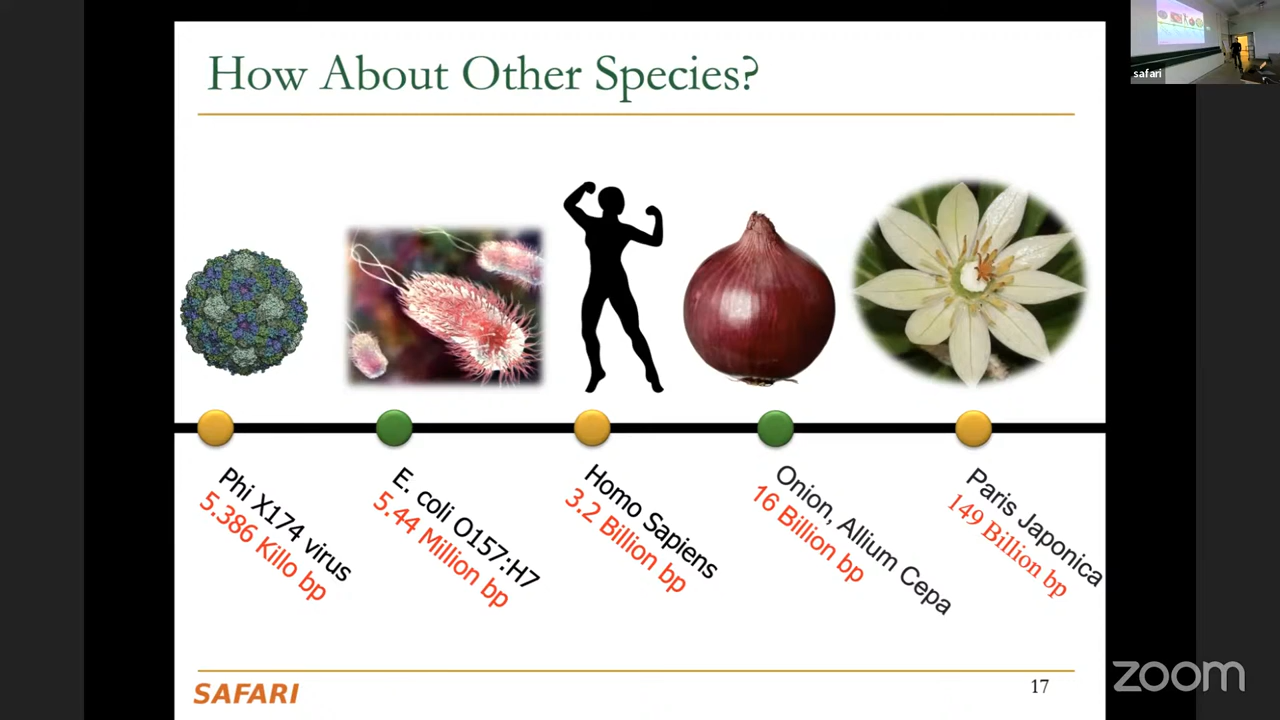 How About Other Species?
safari
Phi X174 virus
5.386 Killo bp
E. coli O157:H7
5.44 Million bp
Homo Sapiens
3.2 Billion bp
Onion, Allium Cepa
16 Billion bp
Paris Japonica
149 Billion bp
SAFARI
17
zoom